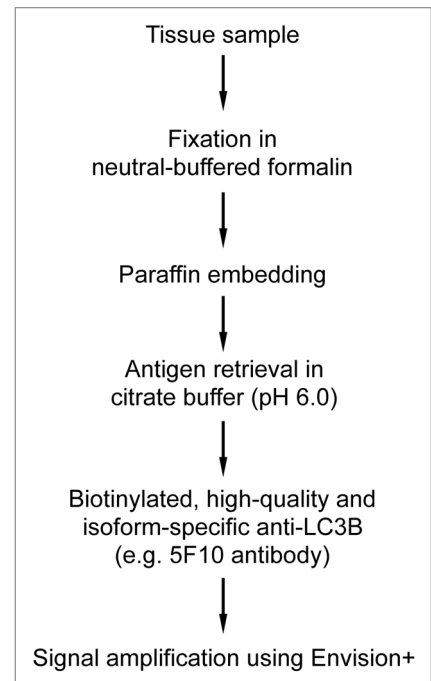 Tissue sample
Fixation in
neutral-buffered formalin
Paraffin embedding
Antigen retrieval in
citrate buffer (pH 6.0)
Biotinylated, high-quality and
isoform-specific anti-LC3B
(e.g. 5F10 antibody)
Signal amplification using Envision+